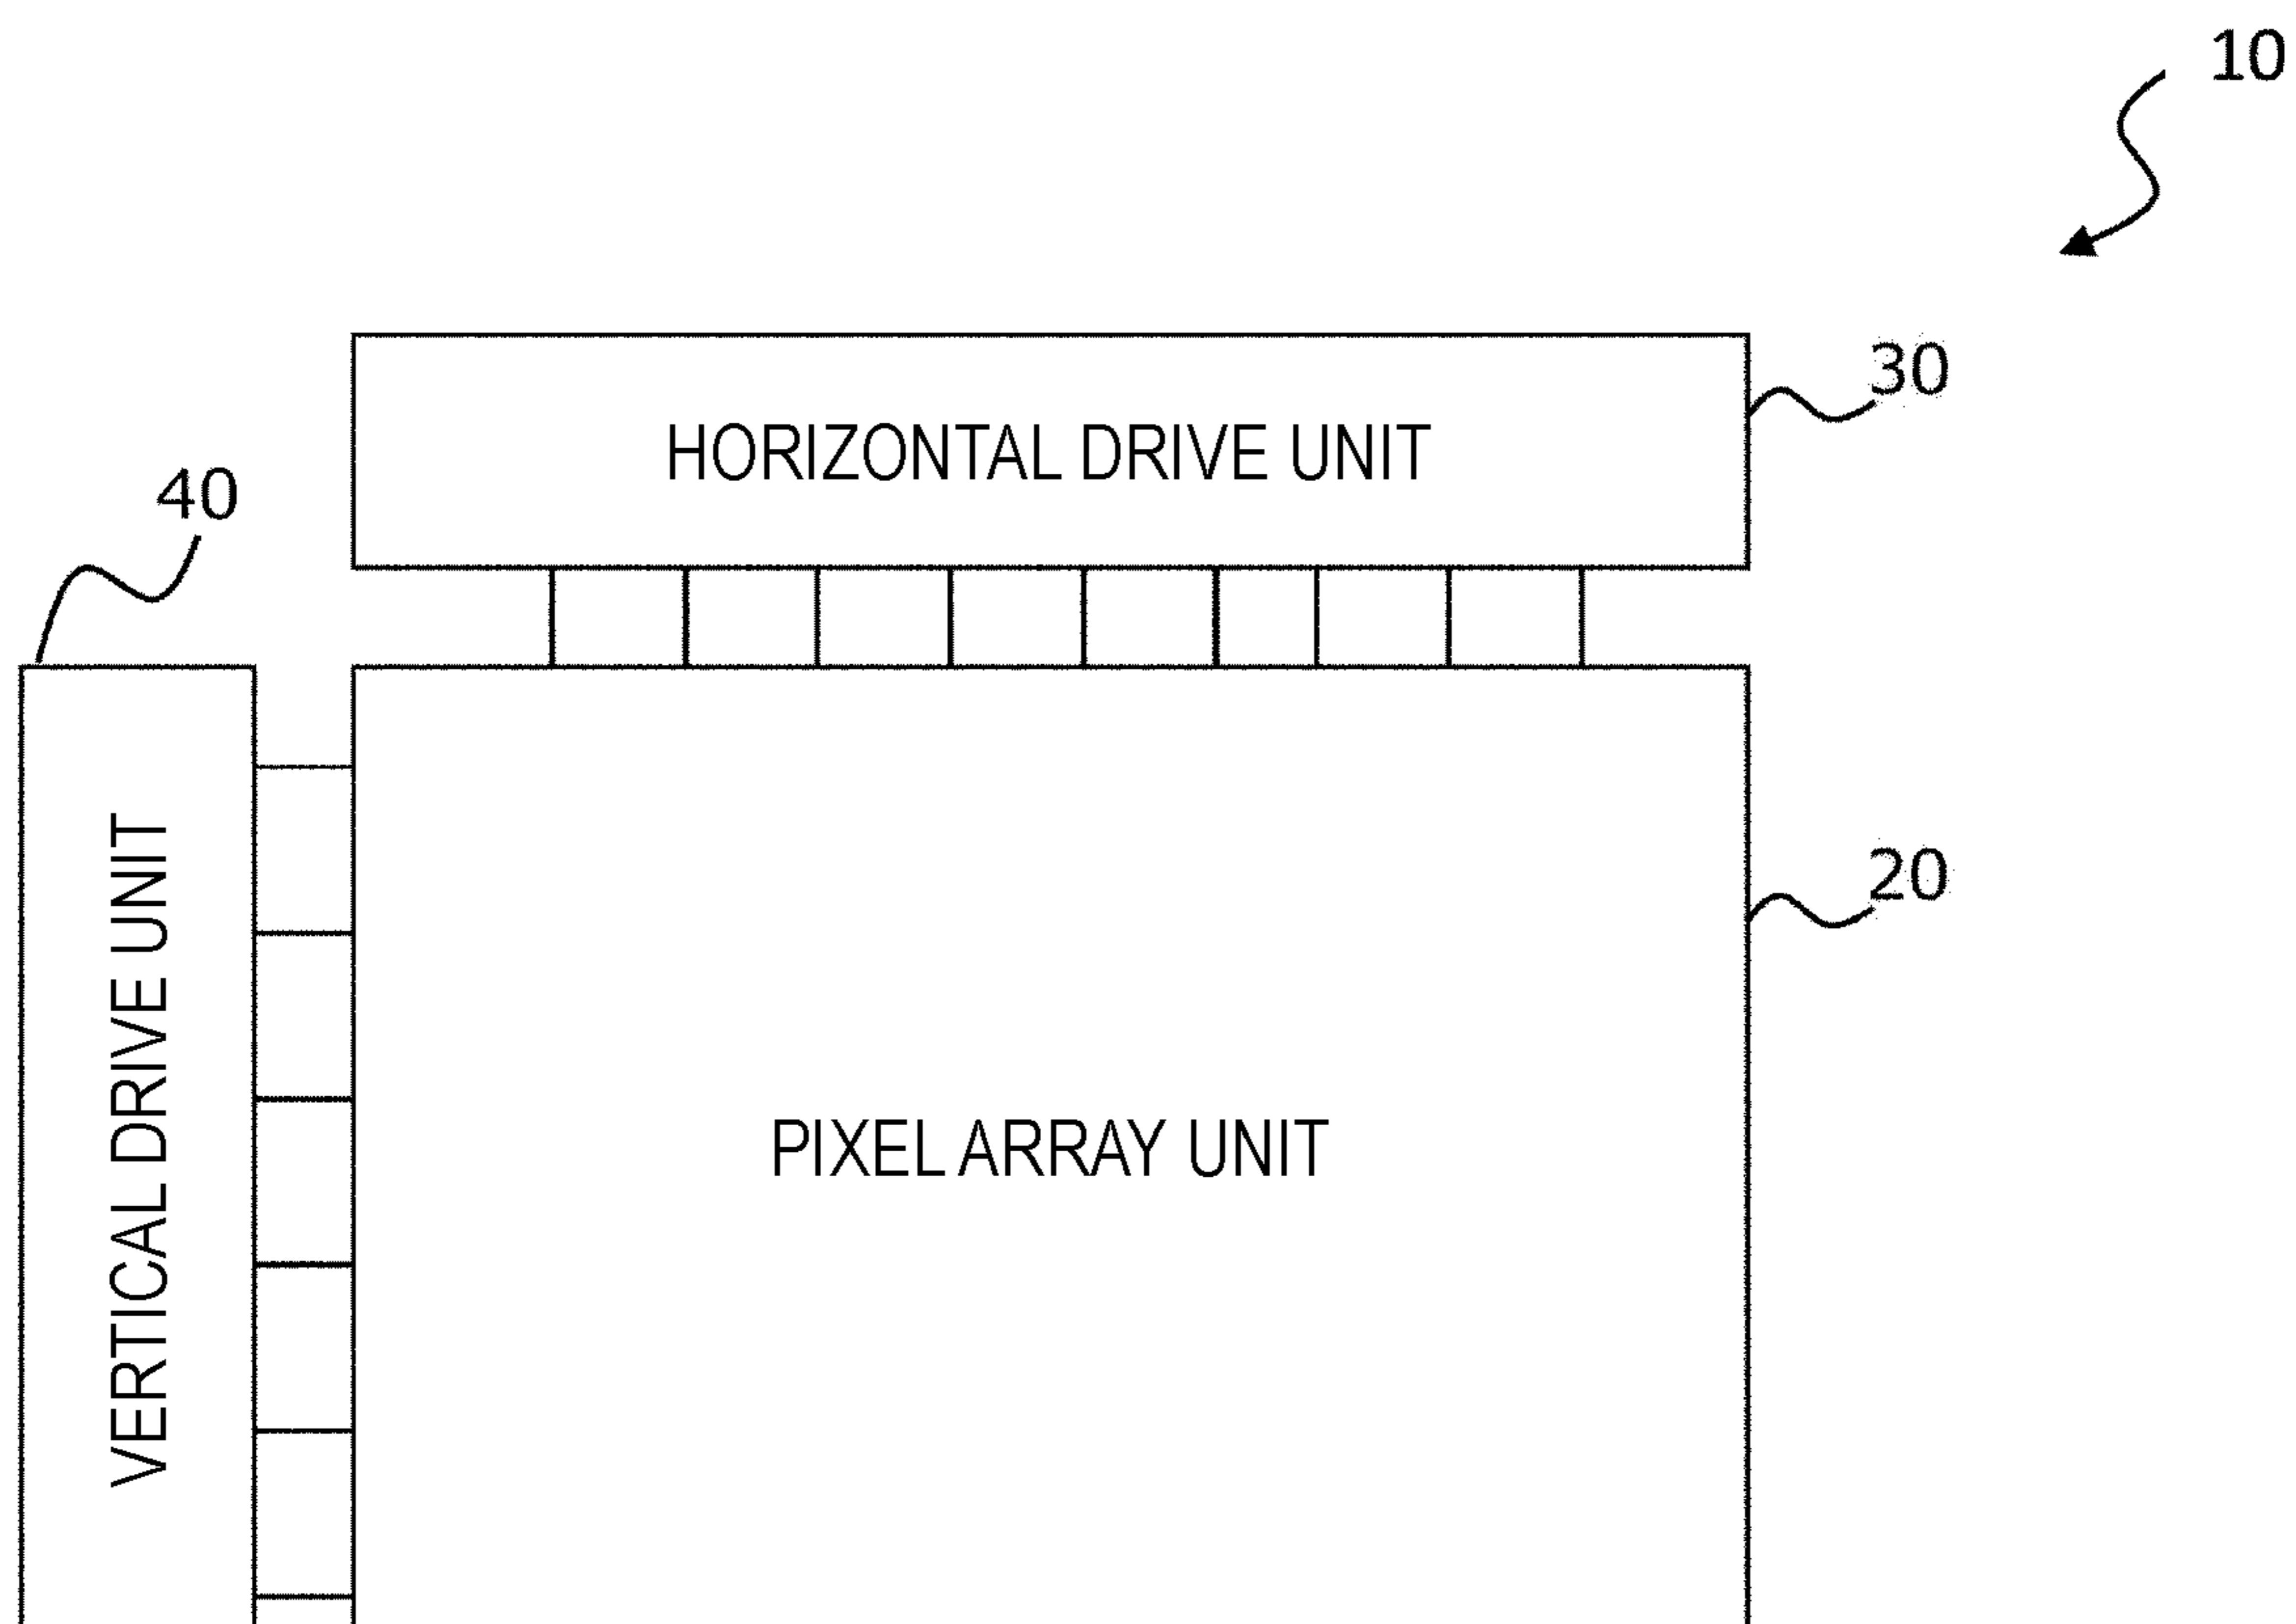 10
30
HORIZONTAL DRIVE UNIT
40
20
VERTICAL DRIVE UNIT
PIXEL ARRAY UNIT